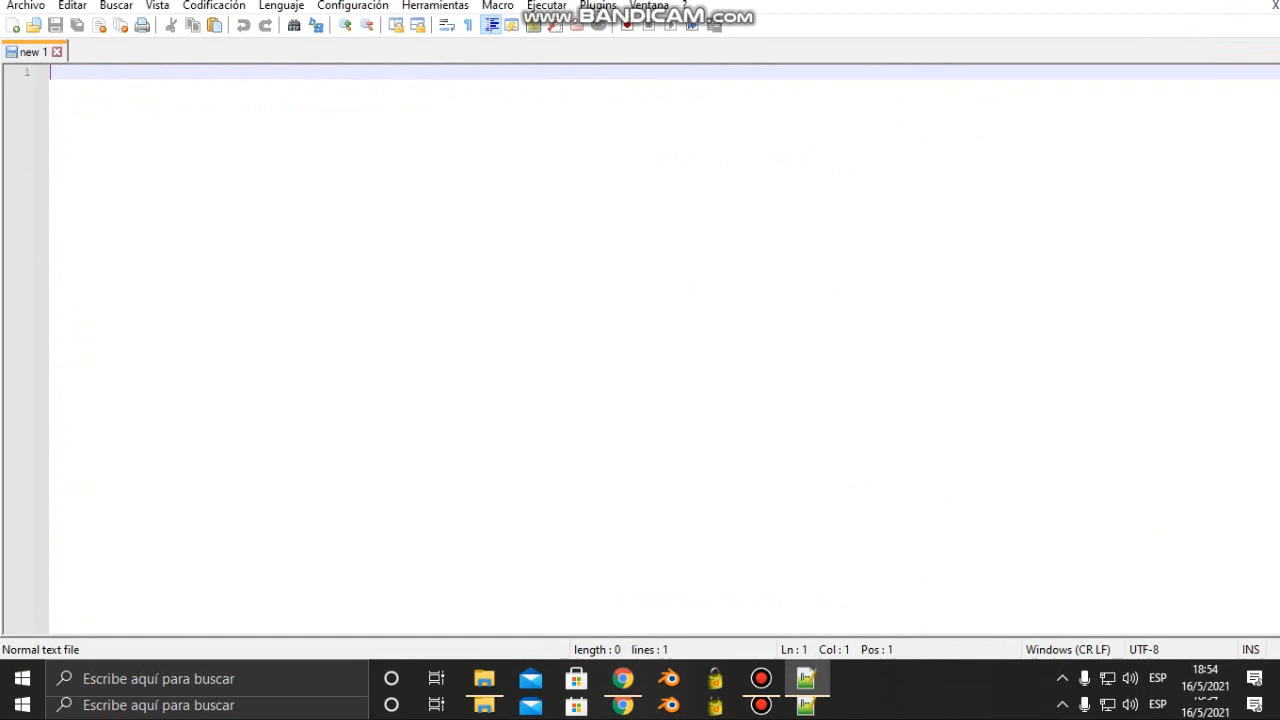 Archivo Editar Buscar Vista Codificación Lenguaje Configuración Herramientas Macro Ejecutar Plugins Ventana ? X
www.BANDICAM.com
new 1
1
Normal text file length : 0 lines : 1 Ln : 1 Col : 1 Pos : 1 Windows (CR LF) UTF-8 INS
Escribe aquí para buscar ESP 18:54
16/5/2021
Escribe aquí para buscar ESP
16/5/2021